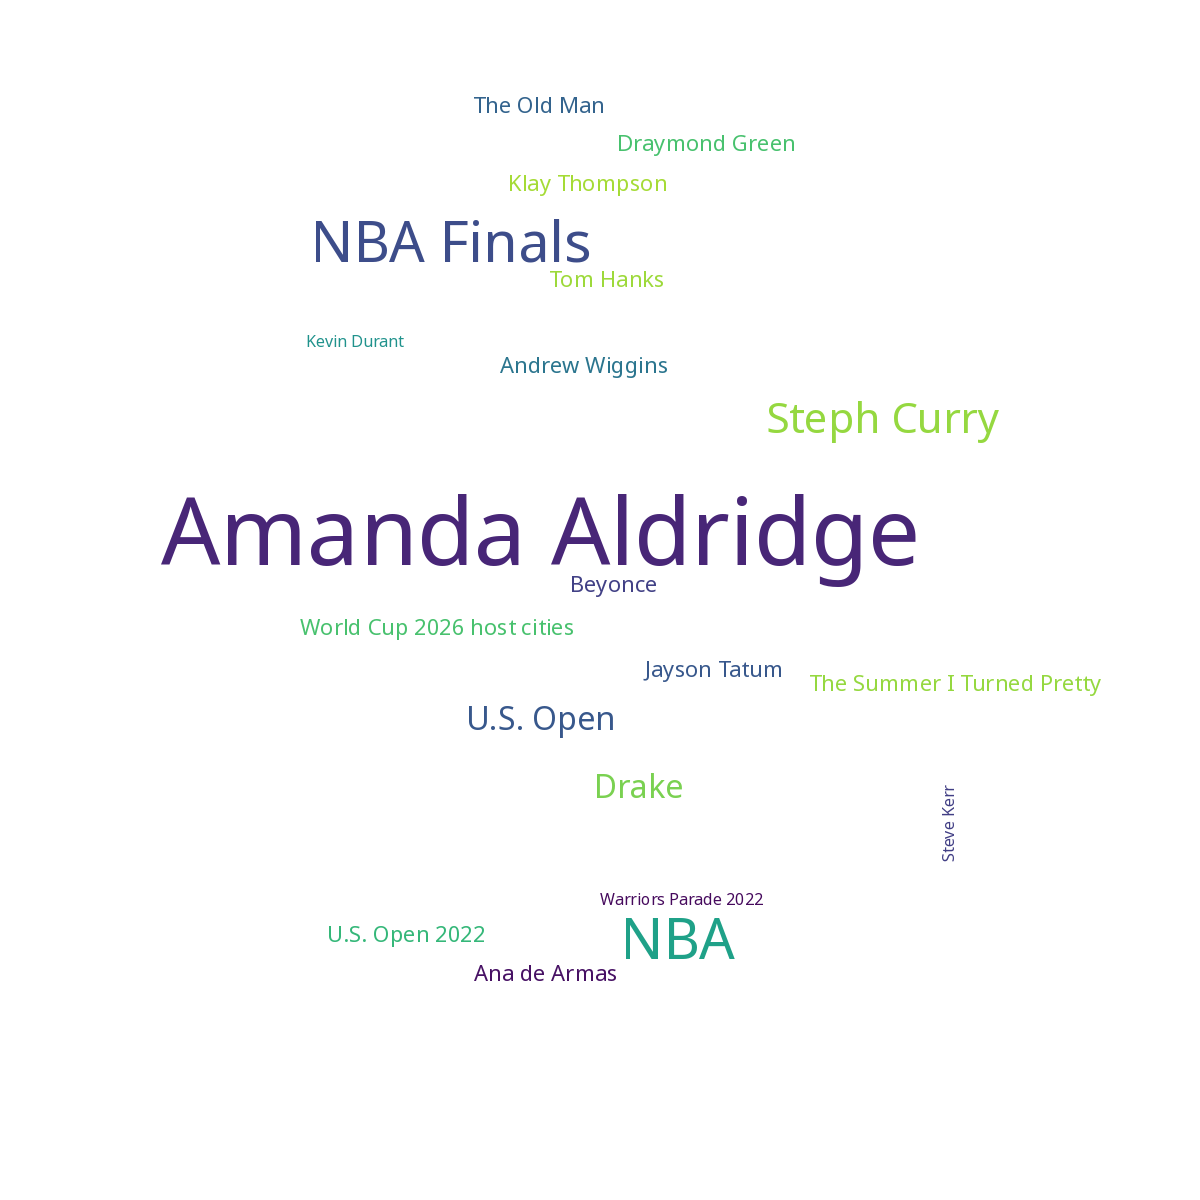 The Old Man
Draymond Green
Klay Thompson
NBA Finals
Tom Hanks
Kevin Durant
Andrew Wiggins
Steph Curry
Amanda Aldridge
Beyonce
World Cup 2026 host cities
Jayson Tatum
The Summer I Turned Pretty
U.S. Open
Drake
Steve Kerr
Warriors Parade 2022
U.S. Open 2022
NBA
Ana de Armas